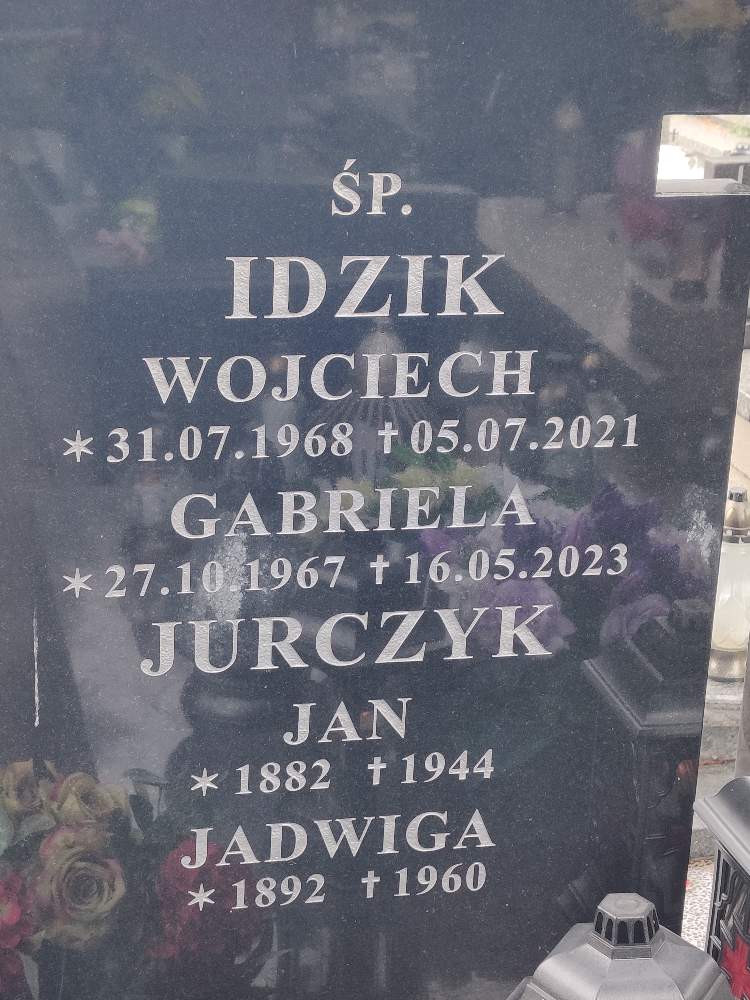 ŚP.
IDZIK
WOJCIECH
* 31.07.1968 † 05.07.2021
GABRIELA
* 27.10.1967 † 16.05.2023
JURCZYK
JAN
* 1882 † 1944
JADWIGA
* 1892 † 1960